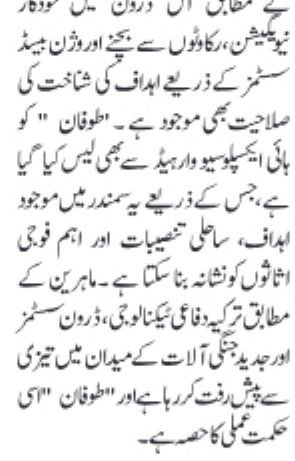 کے مطابق اس ڈرون میں خودکار
نیویگیشن، رکاوٹوں سے بچنے اور وژن بیسڈ
سسٹمز کے ذریعے اہداف کی شناخت کی
صلاحیت بھی موجود ہے۔ "طوفان" کو
ہائی ایکسپلوسیو وارہیڈ سے بھی لیس کیا گیا
ہے، جس کے ذریعے یہ سمندر میں موجود
اہداف، ساحلی تنصیبات اور اہم فوجی
اثاثوں کو نشانہ بنا سکتا ہے۔ ماہرین کے
مطابق ترکیہ دفاعی ٹیکنالوجی، ڈرون سسٹمز
اور جدید جنگی آلات کے میدان میں تیزی
سے پیش رفت کر رہا ہے اور "طوفان" اسی
حکمت عملی کا حصہ ہے۔